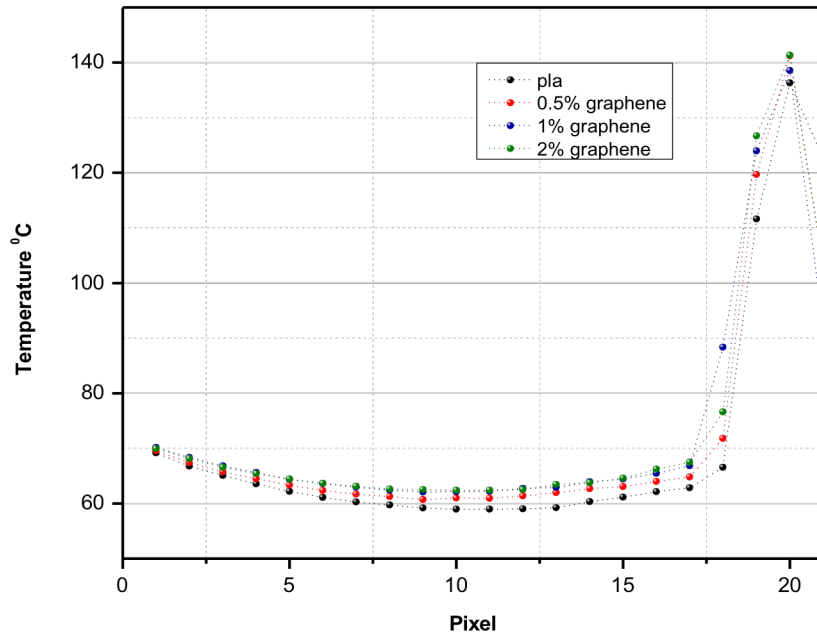 140
120
100
80
60
0
5
10
15
20
Temperature ⁰C
Pixel
pla
0.5% graphene
1% graphene
2% graphene